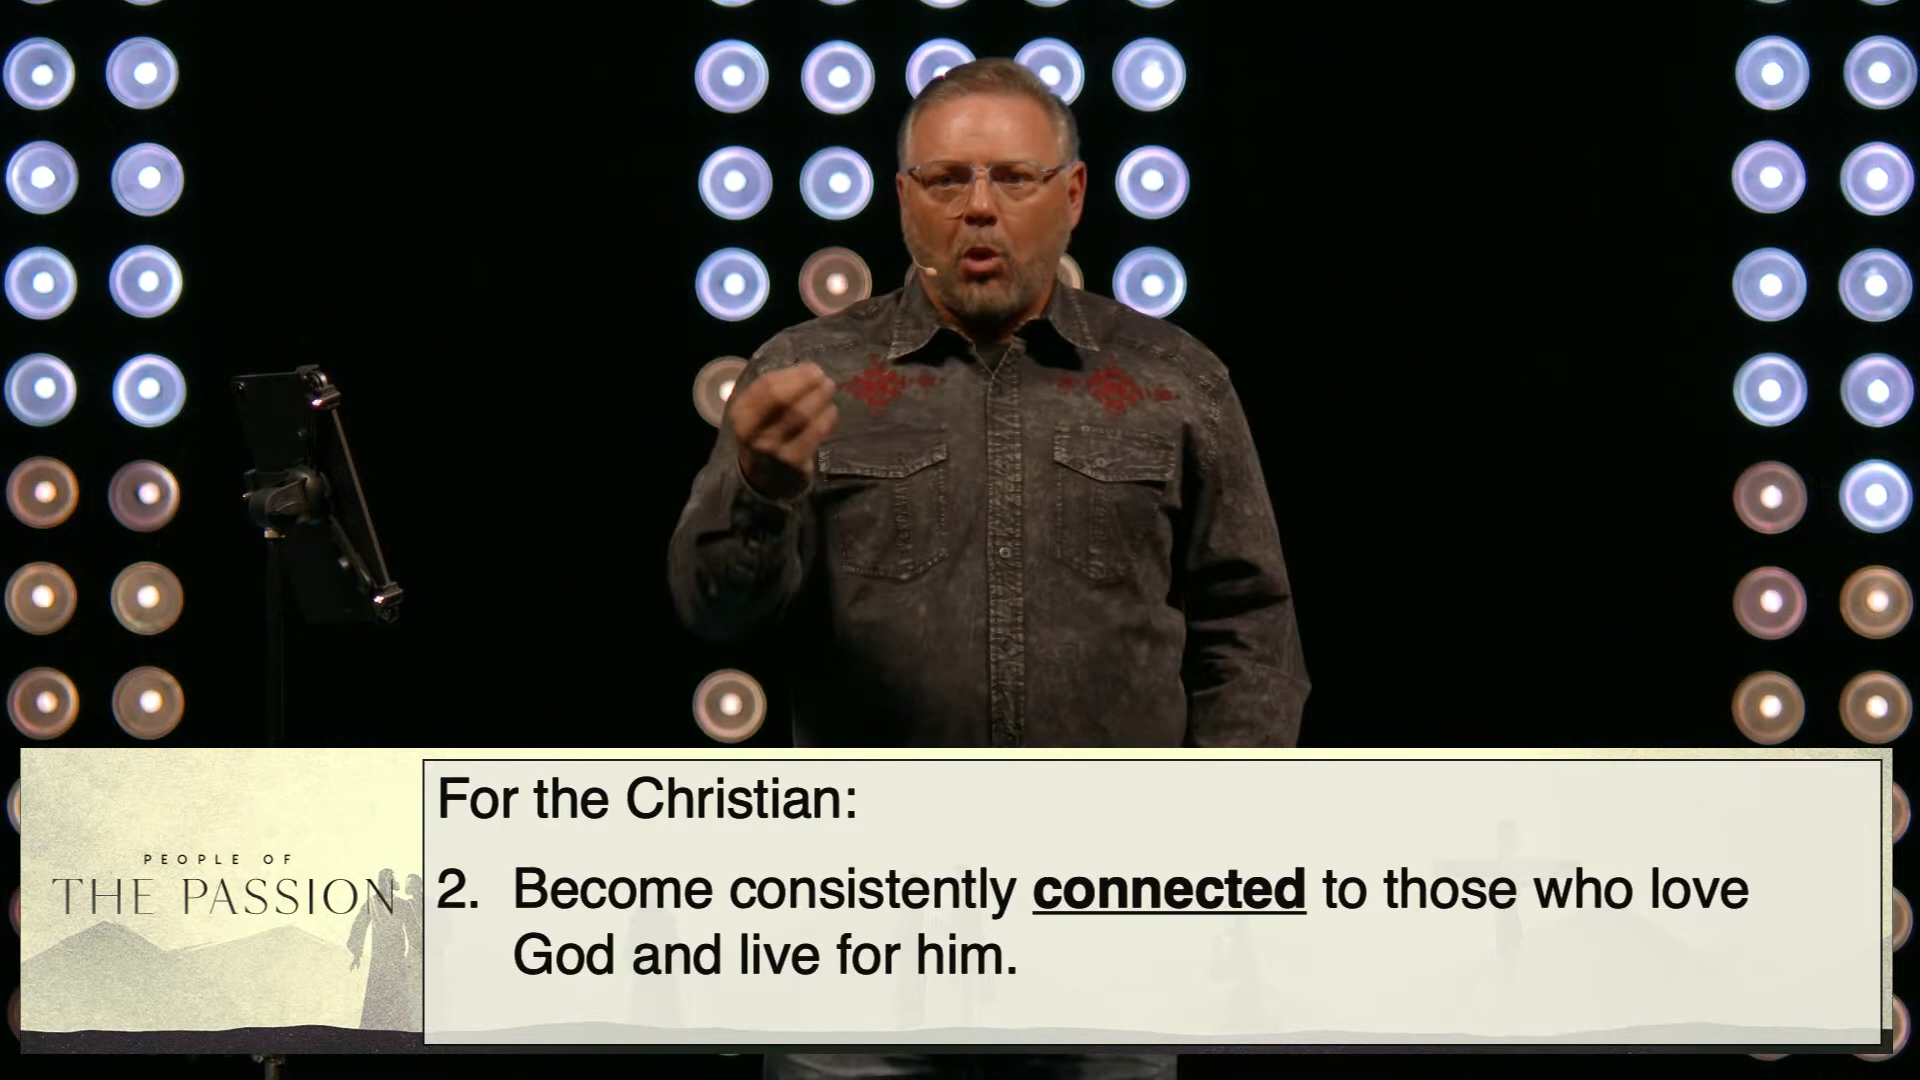 PEOPLE OF
THE PASSION
For the Christian:
2. Become consistently connected to those who love
God and live for him.